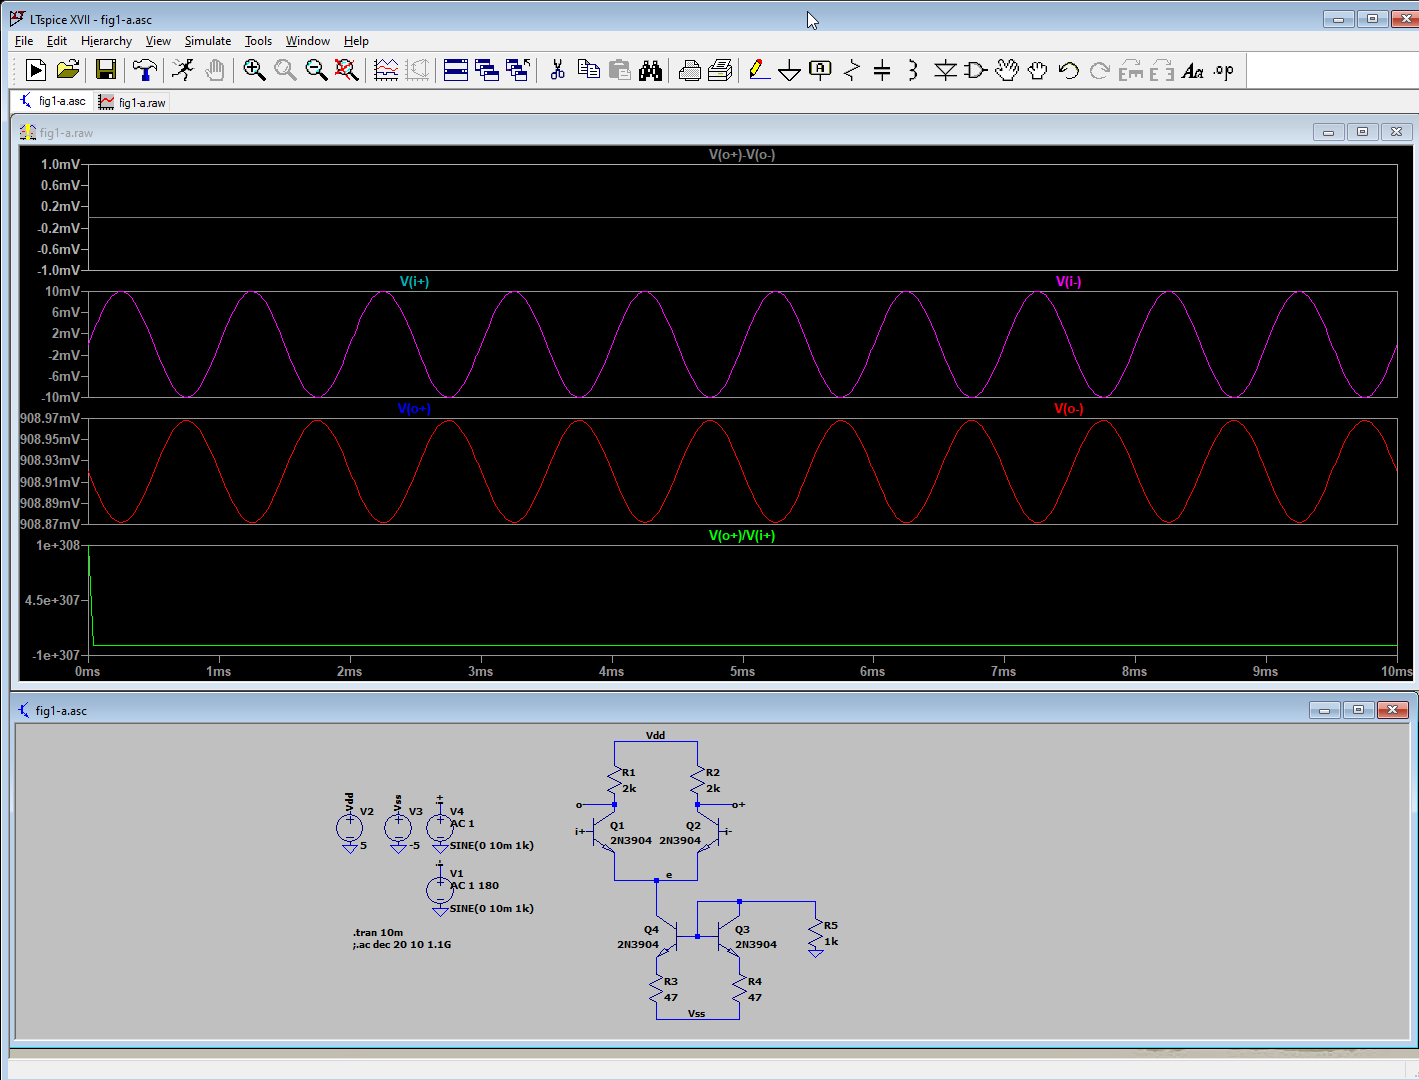 LTspice XVII - fig1-a.asc
File Edit Hierarchy View Simulate Tools Window Help
fig1-a.asc fig1-a.raw
fig1-a.raw
V(o+)-V(o-)
1.0mV
0.6mV
0.2mV
-0.2mV
-0.6mV
-1.0mV
V(i+) V(i-)
10mV
6mV
2mV
-2mV
-6mV
-10mV
V(o+) V(o-)
908.97mV
908.95mV
908.93mV
908.91mV
908.89mV
908.87mV
V(o+)/V(i+)
1e+308
4.5e+307
-1e+307
0ms 1ms 2ms 3ms 4ms 5ms 6ms 7ms 8ms 9ms 10ms
fig1-a.asc
Vdd
R1
2k
R2
2k
o- o+
i+ Q1
2N3904
Q2 i-
2N3904
e
Vdd
V2
5
Vss
V3
-5
i+
V4
AC 1
SINE(0 10m 1k)
i-
V1
AC 1 180
SINE(0 10m 1k)
.tran 10m
;.ac dec 20 10 1.1G
Q4
2N3904
Q3
2N3904
R5
1k
R3
47
R4
47
Vss